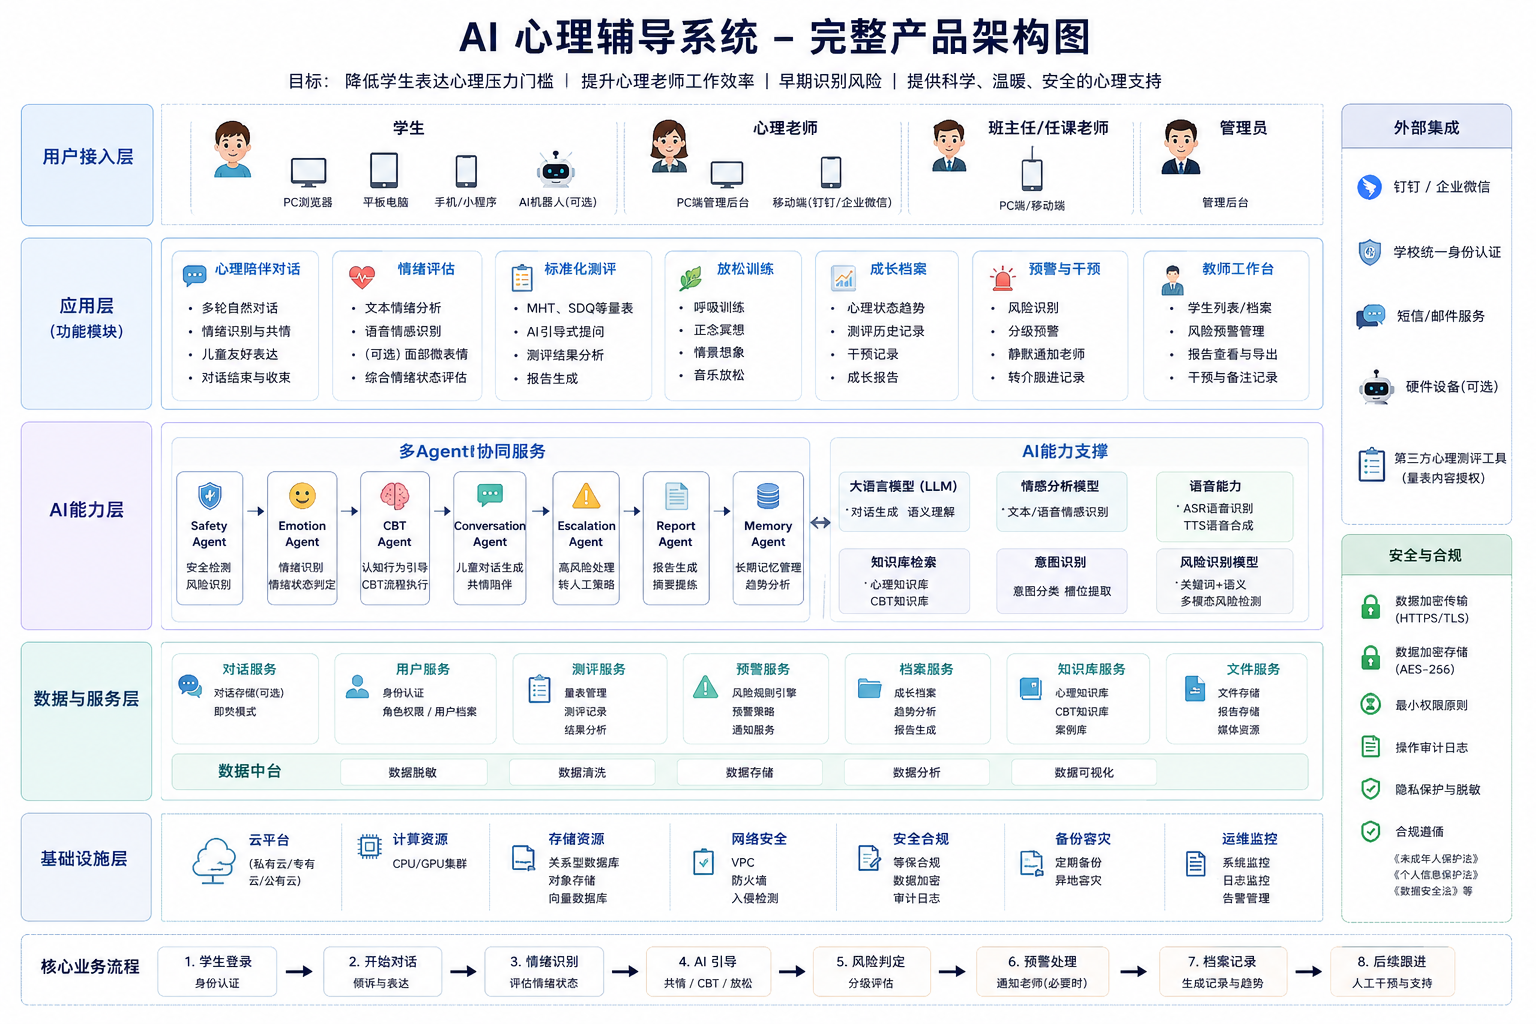 AI 心理辅导系统 – 完整产品架构图
目标： 降低学生表达心理压力门槛 | 提升心理老师工作效率 | 早期识别风险 | 提供科学、温暖、安全的心理支持
用户接入层
学生
PC浏览器
平板电脑
手机/小程序
AI机器人(可选)
心理老师
PC端管理后台
移动端(钉钉/企业微信)
班主任/任课老师
PC端/移动端
管理员
管理后台
应用层
(功能模块)
心理陪伴对话
• 多轮自然对话
• 情绪识别与共情
• 儿童友好表达
• 对话结束与收束
情绪评估
• 文本情绪分析
• 语音情感识别
• (可选) 面部微表情
• 综合情绪状态评估
标准化测评
• MHT、SDQ等量表
• AI引导式提问
• 测评结果分析
• 报告生成
放松训练
• 呼吸训练
• 正念冥想
• 情景想象
• 音乐放松
成长档案
• 心理状态趋势
• 测评历史记录
• 干预记录
• 成长报告
预警与干预
• 风险识别
• 分级预警
• 静默通加老师
• 转介跟进记录
教师工作台
• 学生列表/档案
• 风险预警管理
• 报告查看与导出
• 干预与备注记录
AI能力层
多Agent协同服务
Safety
Agent
安全检测
风险识别
Emotion
Agent
情绪识别
情绪状态判定
CBT
Agent
认知行为引导
CBT流程执行
Conversation
Agent
儿童对话生成
共情陪伴
Escalation
Agent
高风险处理
转人工策略
Report
Agent
报告生成
摘要提炼
Memory
Agent
长期记忆管理
趋势分析
AI能力支撑
大语言模型 (LLM)
·对话生成 语义理解
情感分析模型
·文本/语音情感识别
语音能力
·ASR语音识别
TTS语音合成
知识库检索
·心理知识库
CBT知识库
意图识别
意图分类 槽位提取
风险识别模型
·关键词+语义
多模态风险检测
数据与服务层
对话服务
对话存储(可选)
即焚模式
用户服务
身份认证
角色权限 / 用户档案
测评服务
量表管理
测评记录
结果分析
预警服务
风险规则引擎
预警策略
通知服务
档案服务
成长档案
趋势分析
报告生成
知识库服务
心理知识库
CBT知识库
案例库
文件服务
文件存储
报告存储
媒体资源
数据中台
数据脱敏
数据清洗
数据存储
数据分析
数据可视化
基础设施层
云平台
(私有云/专有
云/公有云)
计算资源
CPU/GPU集群
存储资源
关系型数据库
对象存储
向量数据库
网络安全
VPC
防火墙
入侵检测
安全合规
等保合规
数据加密
审计日志
备份容灾
定期备份
异地容灾
运维监控
系统监控
日志监控
告警管理
外部集成
钉钉 / 企业微信
学校统一身份认证
短信/邮件服务
硬件设备(可选)
第三方心理测评工具
(量表内容授权)
安全与合规
数据加密传输
(HTTPS/TLS)
数据加密存储
(AES–256)
最小权限原则
操作审计日志
隐私保护与脱敏
合规遵循
《未成年人保护法》
《个人信息保护法》
《数据安全法》等
核心业务流程
1. 学生登录
身份认证
2. 开始对话
倾诉与表达
3. 情绪识别
评估情绪状态
4. AI 引导
共情 / CBT / 放松
5. 风险判定
分级评估
6. 预警处理
通知老师(必要时)
7. 档案记录
生成记录与趋势
8. 后续跟进
人工干预与支持